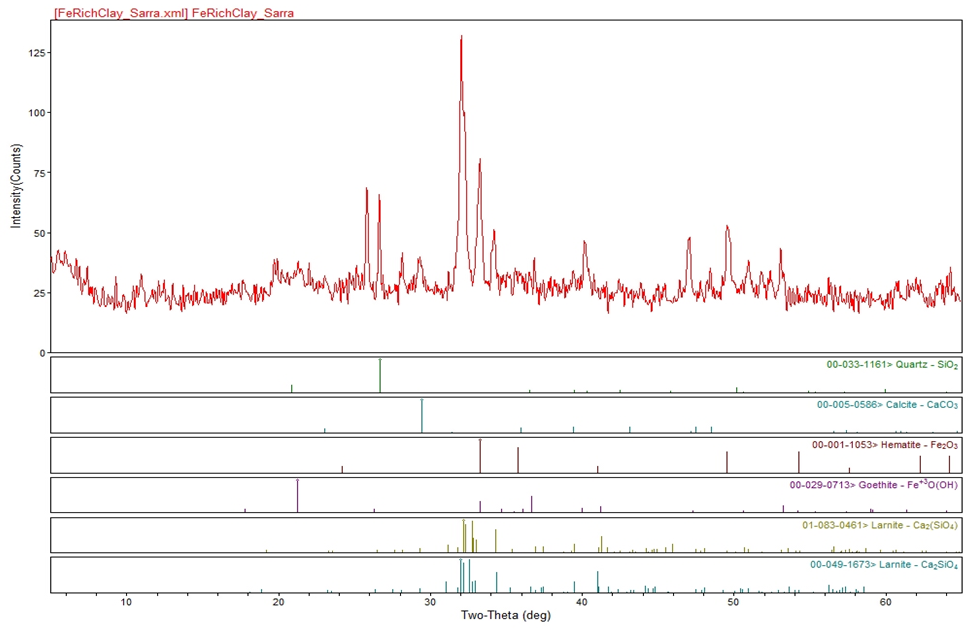 [FeRichClay_Sarra.xml] FeRichClay_Sarra
Intensity(Counts)
125
100
75
50
25
0
00-033-1161> Quartz - SiO₂
00-005-0586> Calcite - CaCO₃
00-001-1053> Hematite - Fe₂O₃
00-029-0713> Goethite - Fe⁺³O(OH)
01-083-0461> Larnite - Ca₂(SiO₄)
00-049-1673> Larnite - Ca₂SiO₄
10 20 30 40 50 60
Two-Theta (deg)